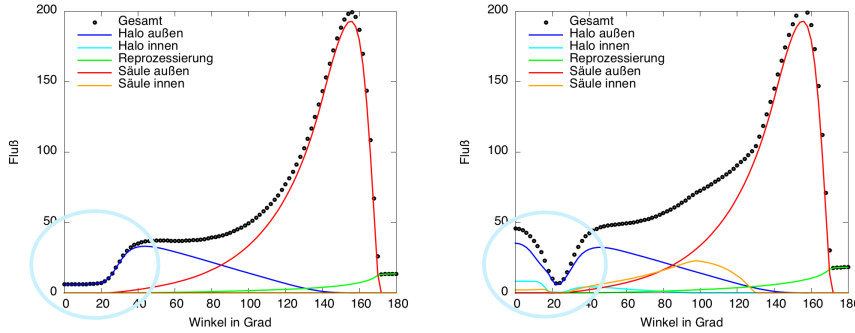 200
150
100
50
0
Fluß
Gesamt
Halo außen
Halo innen
Reprozessierung
Säule außen
Säule innen
0 20 40 60 80 100 120 140 160 180
Winkel in Grad
200
150
100
50
0
Fluß
Gesamt
Halo außen
Halo innen
Reprozessierung
Säule außen
Säule innen
0 20 40 60 80 100 120 140 160 180
Winkel in Grad